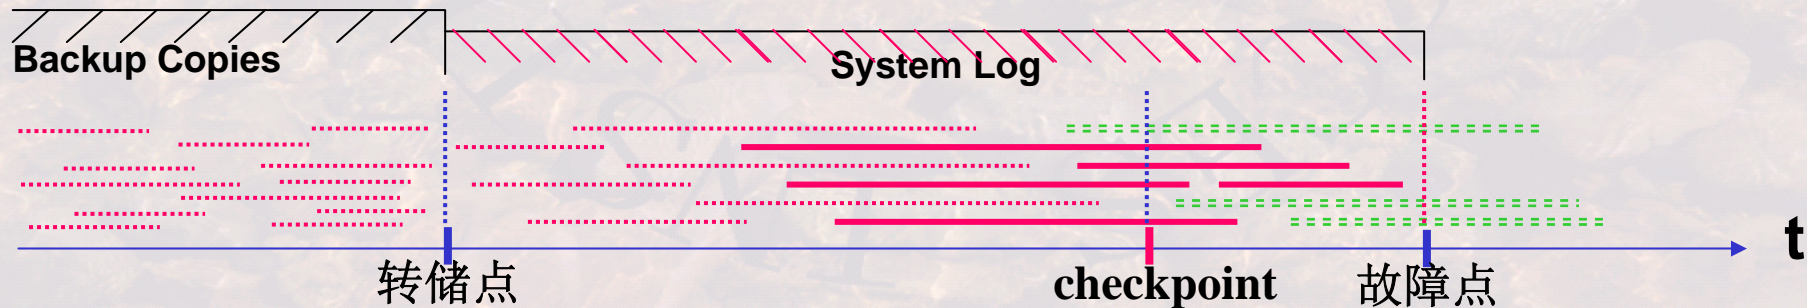 Backup Copies
System Log
t
转储点
checkpoint
故障点